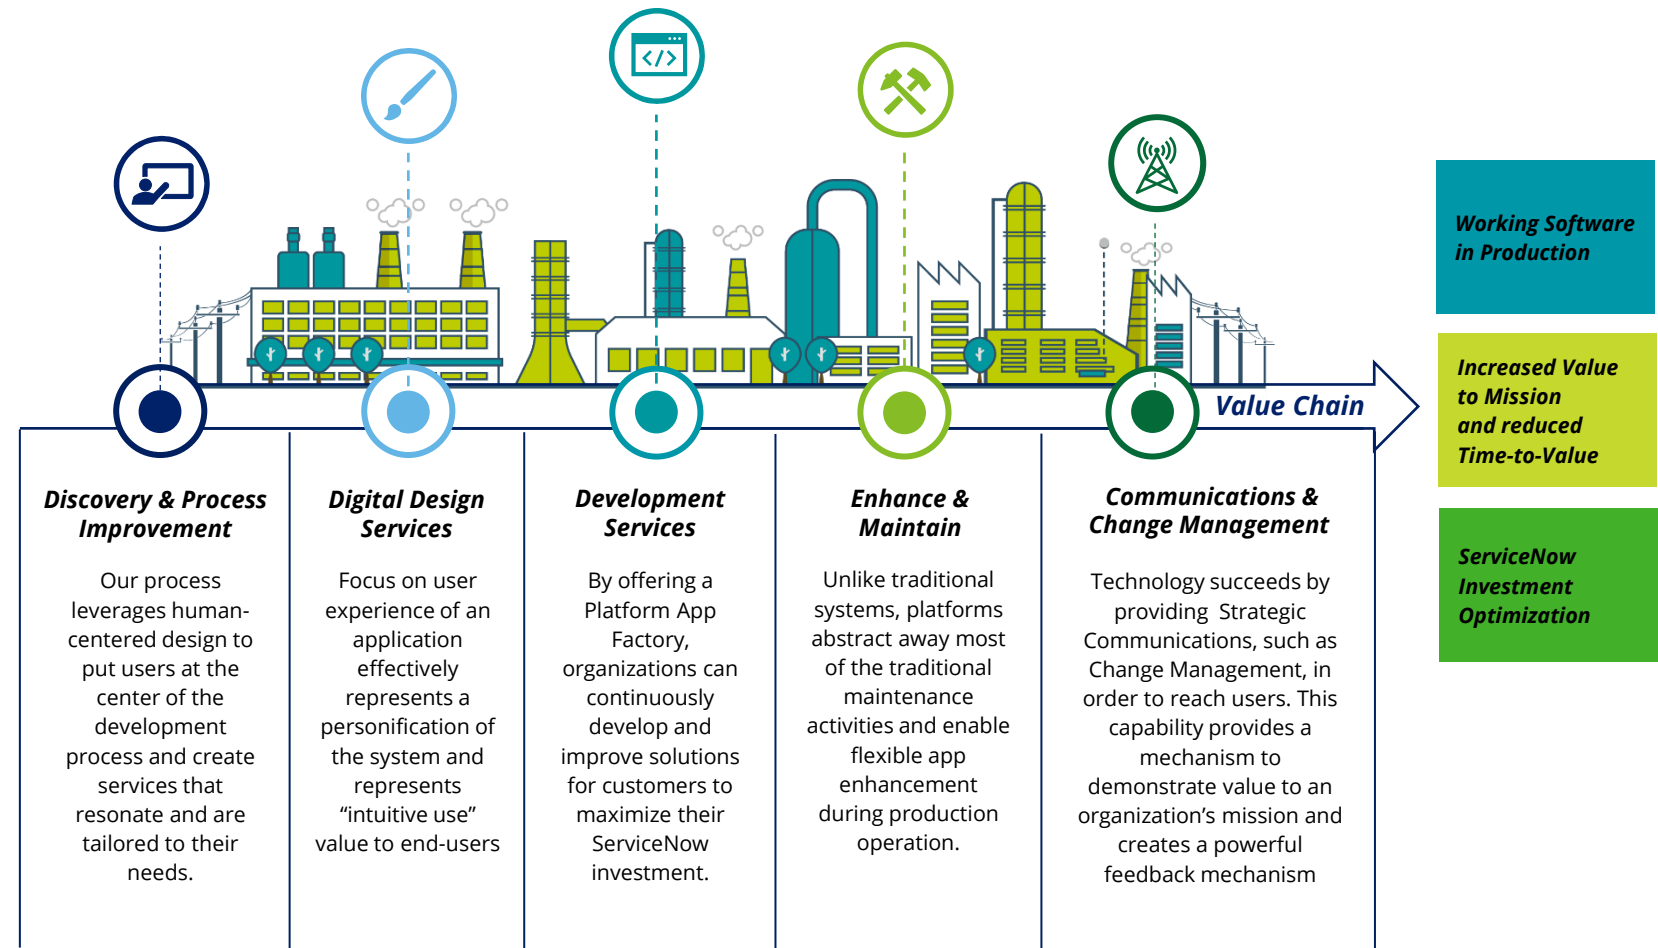 Value Chain
Discovery & Process
Improvement
Our process
leverages human-
centered design to
put users at the
center of the
development
process and create
services that
resonate and are
tailored to their
needs.
Digital Design
Services
Focus on user
experience of an
application
effectively
represents a
personification of
the system and
represents
“intuitive use”
value to end-users
Development
Services
By offering a
Platform App
Factory,
organizations can
continuously
develop and
improve solutions
for customers to
maximize their
ServiceNow
investment.
Enhance &
Maintain
Unlike traditional
systems, platforms
abstract away most
of the traditional
maintenance
activities and enable
flexible app
enhancement
during production
operation.
Communications &
Change Management
Technology succeeds by
providing Strategic
Communications, such as
Change Management, in
order to reach users. This
capability provides a
mechanism to
demonstrate value to an
organization’s mission and
creates a powerful
feedback mechanism
Working Software
in Production
Increased Value
to Mission
and reduced
Time-to-Value
ServiceNow
Investment
Optimization